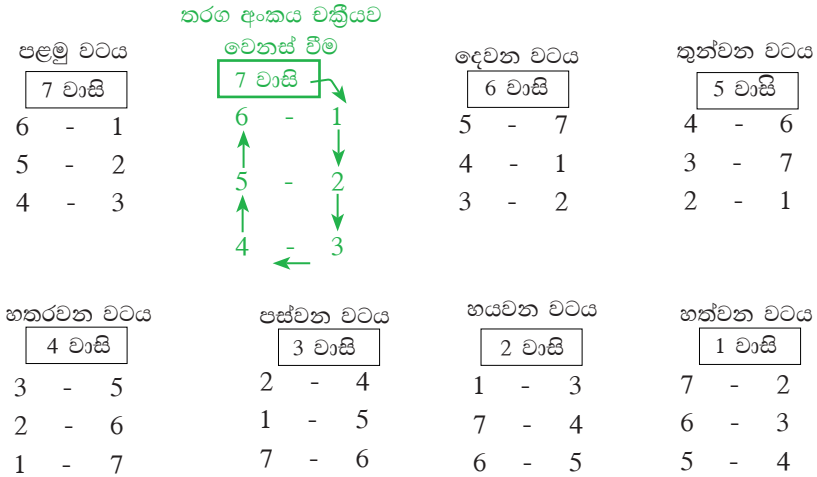 තරග අංකය චක්‍රීයව
වෙනස් වීම
පළමු වටය
7 වාසි
6 - 1
5 - 2
4 - 3
7 වාසි
6 - 1
5 - 2
4 - 3
දෙවන වටය
6 වාසි
5 - 7
4 - 1
3 - 2
තුන්වන වටය
5 වාසි
4 - 6
3 - 7
2 - 1
හතරවන වටය
4 වාසි
3 - 5
2 - 6
1 - 7
පස්වන වටය
3 වාසි
2 - 4
1 - 5
7 - 6
හයවන වටය
2 වාසි
1 - 3
7 - 4
6 - 5
හත්වන වටය
1 වාසි
7 - 2
6 - 3
5 - 4